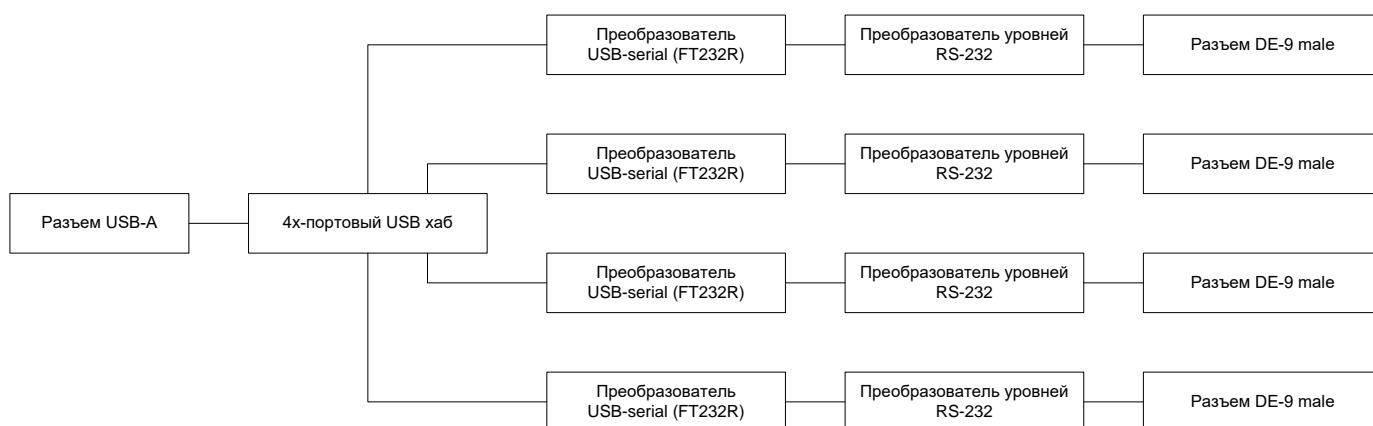 Преобразователь
USB-serial (FT232R)
Преобразователь уровней
RS-232
Разъем DE-9 male
Преобразователь
USB-serial (FT232R)
Преобразователь уровней
RS-232
Разъем DE-9 male
Разъем USB-A
4х-портовый USB хаб
Преобразователь
USB-serial (FT232R)
Преобразователь уровней
RS-232
Разъем DE-9 male
Преобразователь
USB-serial (FT232R)
Преобразователь уровней
RS-232
Разъем DE-9 male